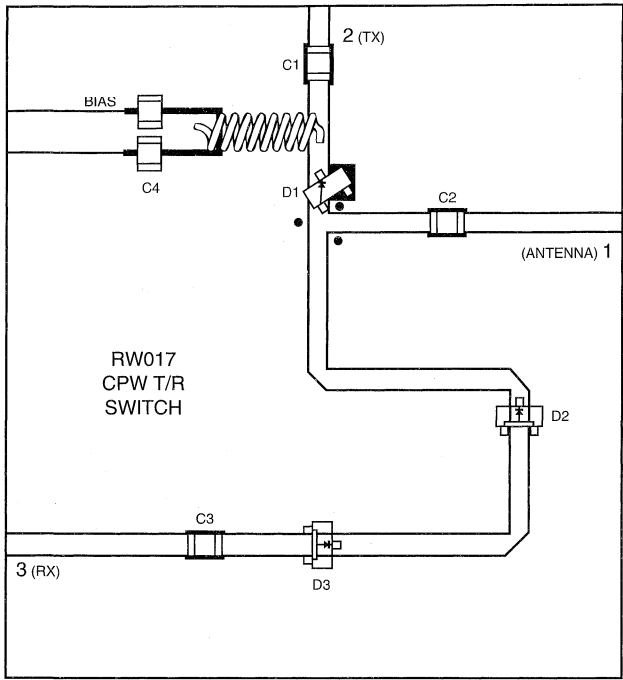 2 (TX)
C1
BIAS
C4
D1
C2
(ANTENNA) 1
RW017
CPW T/R
SWITCH
D2
C3
3 (RX)
D3